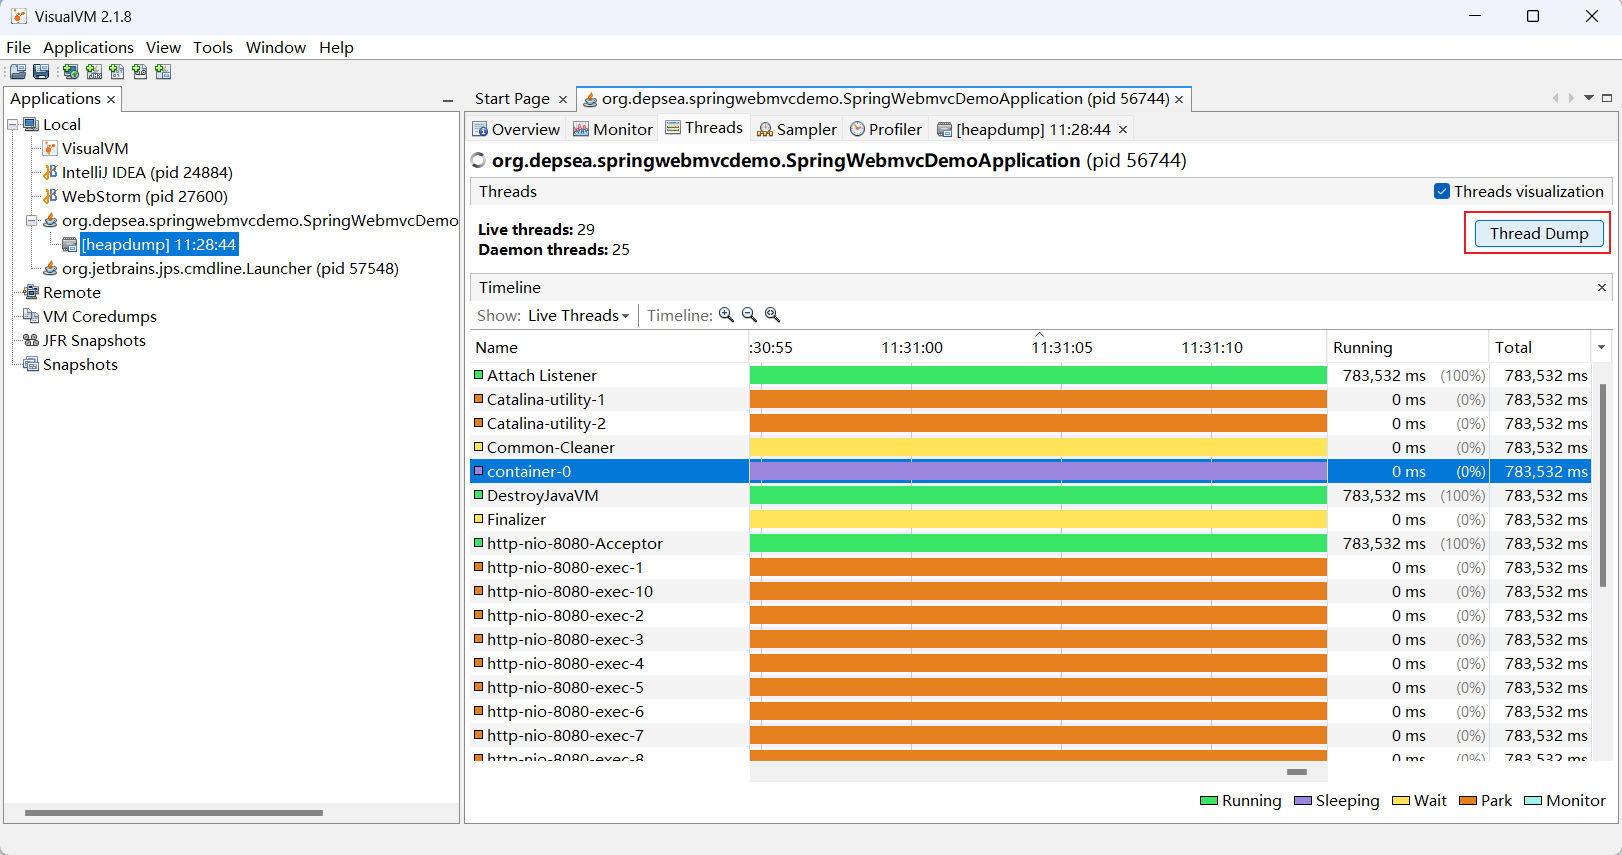 VisualVM 2.1.8
File Applications View Tools Window Help
Applications
Local
VisualVM
IntelliJ IDEA (pid 24884)
WebStorm (pid 27600)
org.depsea.springwebmvcdemo.SpringWebmvcDemo
[heapdump] 11:28:44
org.jetbrains.jps.cmdline.Launcher (pid 57548)
Remote
VM Coredumps
JFR Snapshots
Snapshots
Start Page org.depsea.springwebmvcdemo.SpringWebmvcDemoApplication (pid 56744)
Overview Monitor Threads Sampler Profiler [heapdump] 11:28:44
org.depsea.springwebmvcdemo.SpringWebmvcDemoApplication (pid 56744)
Threads Threads visualization
Live threads: 29
Daemon threads: 25
Thread Dump
Timeline
Show: Live Threads Timeline:
Name :30:55 11:31:00 11:31:05 11:31:10 Running Total
Attach Listener 783,532 ms (100%) 783,532 ms
Catalina-utility-1 0 ms (0%) 783,532 ms
Catalina-utility-2 0 ms (0%) 783,532 ms
Common-Cleaner 0 ms (0%) 783,532 ms
container-0 0 ms (0%) 783,532 ms
DestroyJavaVM 783,532 ms (100%) 783,532 ms
Finalizer 0 ms (0%) 783,532 ms
http-nio-8080-Acceptor 783,532 ms (100%) 783,532 ms
http-nio-8080-exec-1 0 ms (0%) 783,532 ms
http-nio-8080-exec-10 0 ms (0%) 783,532 ms
http-nio-8080-exec-2 0 ms (0%) 783,532 ms
http-nio-8080-exec-3 0 ms (0%) 783,532 ms
http-nio-8080-exec-4 0 ms (0%) 783,532 ms
http-nio-8080-exec-5 0 ms (0%) 783,532 ms
http-nio-8080-exec-6 0 ms (0%) 783,532 ms
http-nio-8080-exec-7 0 ms (0%) 783,532 ms
http-nio-8080-exec-8 0 ms (0%) 783,532 ms
Running Sleeping Wait Park Monitor